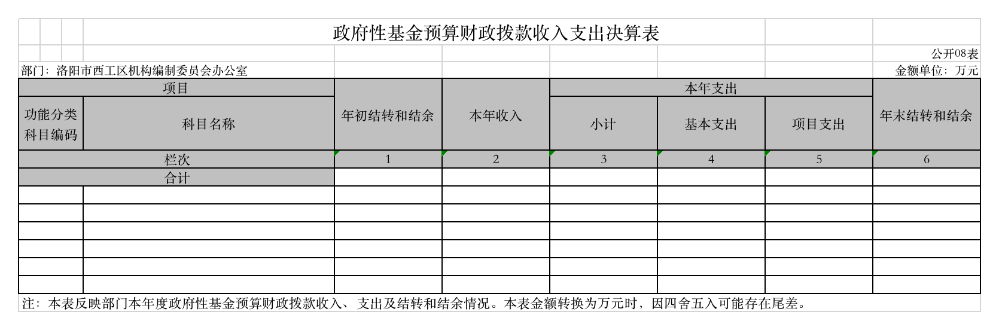 政府性基金预算财政拨款收入支出决算表
公开08表
部门：洛阳市西工区机构编制委员会办公室 金额单位：万元
项目 年初结转和结余 本年收入 本年支出 年末结转和结余
功能分类科目编码 科目名称 小计 基本支出 项目支出
栏次 1 2 3 4 5 6
合计
注：本表反映部门本年度政府性基金预算财政拨款收入、支出及结转和结余情况。本表金额转换为万元时，因四舍五入可能存在尾差。